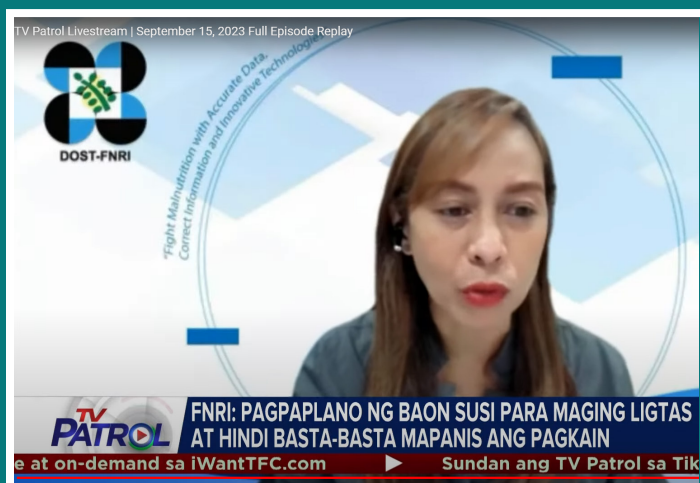 TV Patrol Livestream | September 15, 2023 Full Episode Replay
DOST-FNRI
"Fight Malnutrition with Accurate Data,
Correct Information and Innovative Technologies
TV
PATROL
FNRI: PAGPAPLANO NG BAON SUSI PARA MAGING LIGTAS
AT HINDI BASTA-BASTA MAPANIS ANG PAGKAIN
e at on-demand sa iWantTFC.com
Sundan ang TV Patrol sa Tik